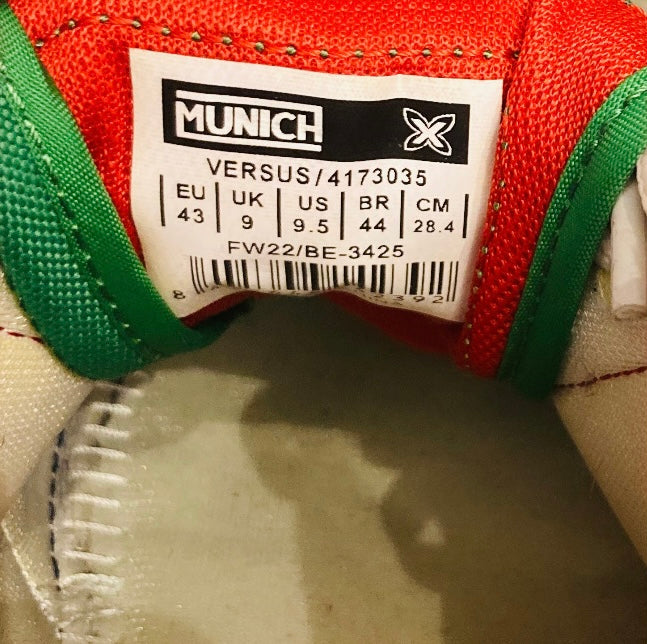 MUNICH
VERSUS/4173035
EU UK US BR CM
43 9 9.5 44 28.4
FW22/BE-3425